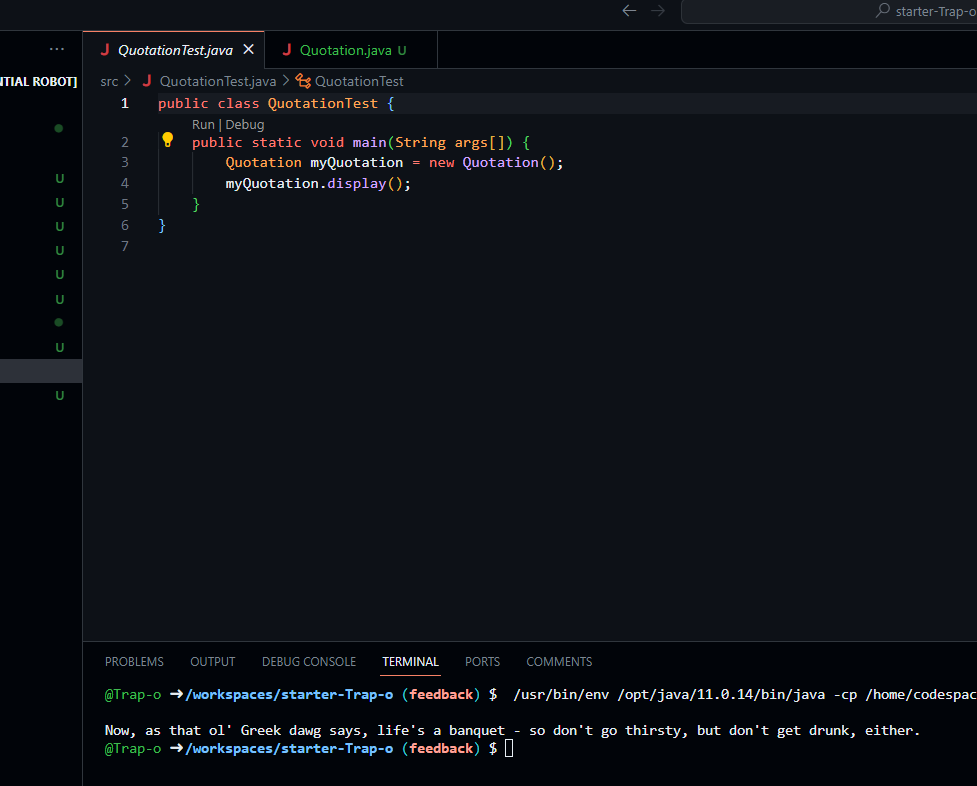 starter-Trap-o
QuotationTest.java
Quotation.java U
NTIAL ROBOT]
src > QuotationTest.java > QuotationTest
1 public class QuotationTest {
Run | Debug
2 public static void main(String args[]) {
3 Quotation myQuotation = new Quotation();
4 myQuotation.display();
5 }
6 }
7
U
U
U
U
U
U
U
U
PROBLEMS OUTPUT DEBUG CONSOLE TERMINAL PORTS COMMENTS
@Trap-o ➜/workspaces/starter-Trap-o (feedback) $ /usr/bin/env /opt/java/11.0.14/bin/java -cp /home/codespac
Now, as that ol' Greek dawg says, life's a banquet - so don't go thirsty, but don't get drunk, either.
@Trap-o ➜/workspaces/starter-Trap-o (feedback) $